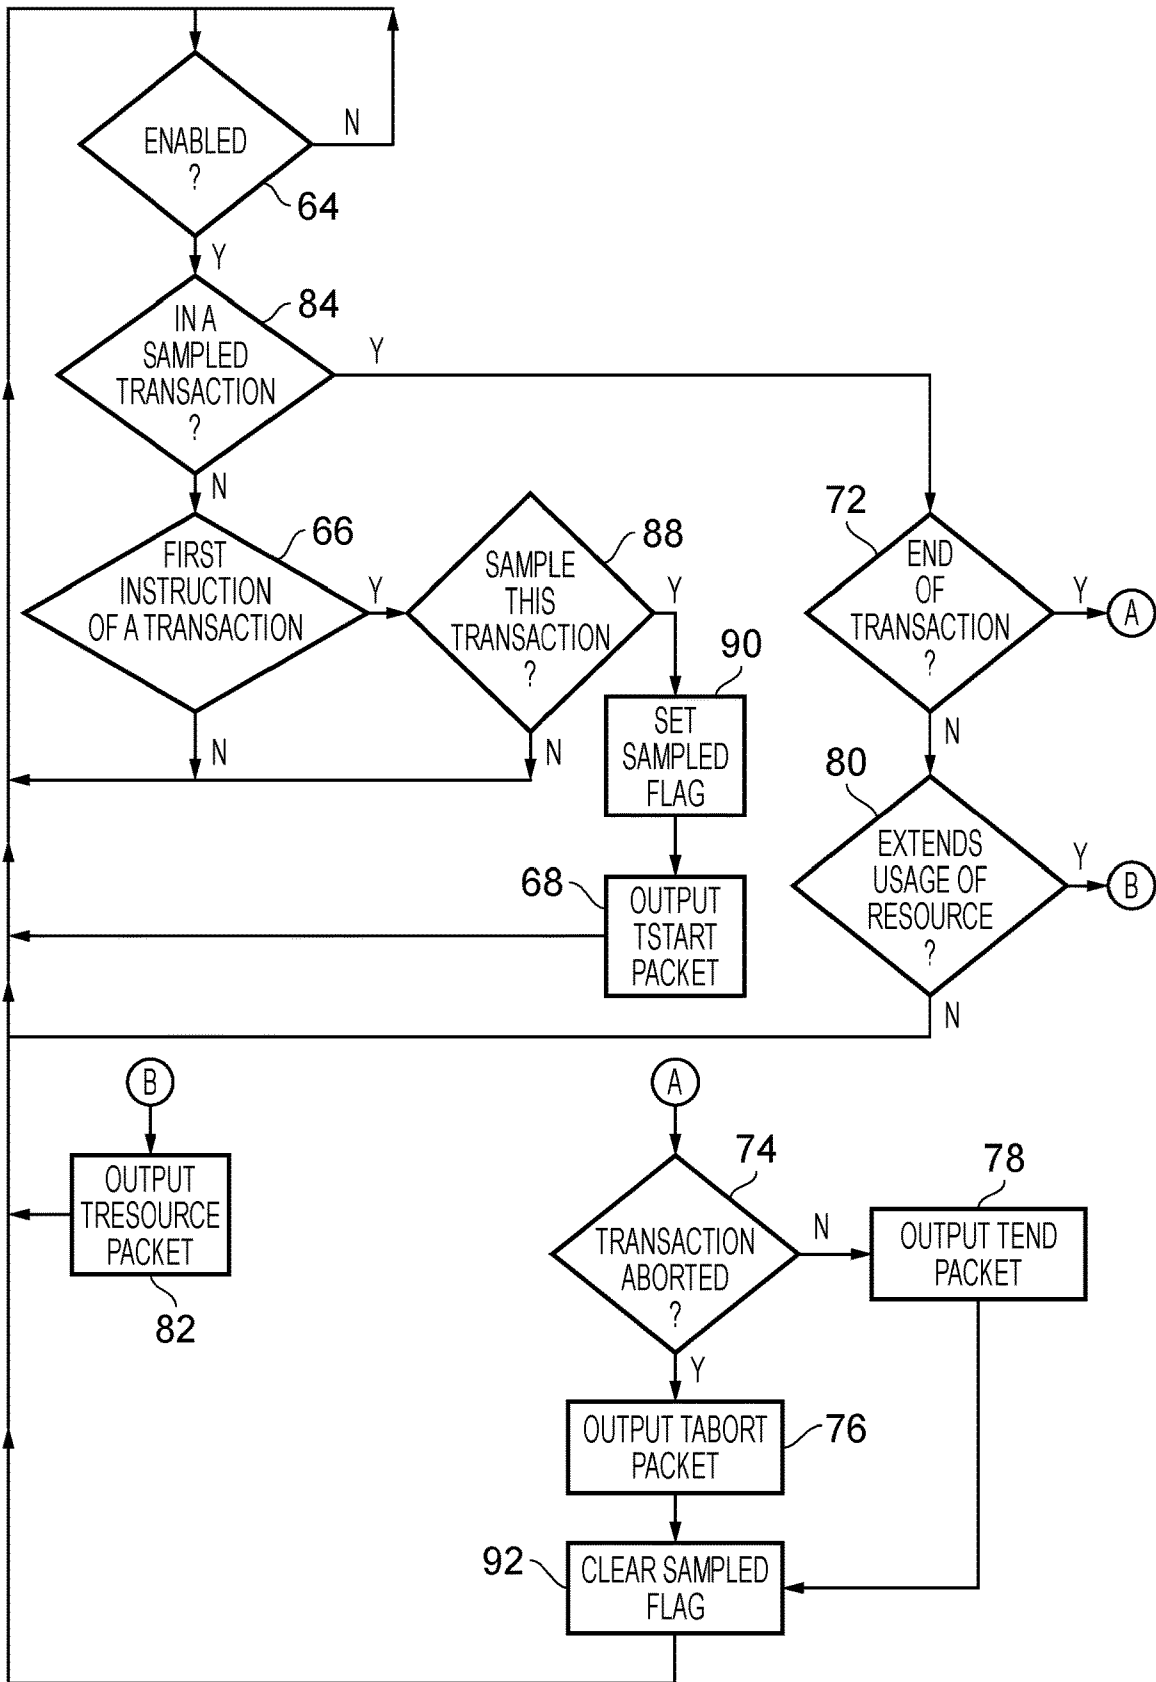 N
ENABLED
?
64
Y
84
IN A
SAMPLED
TRANSACTION
?
Y
N
66
FIRST
INSTRUCTION
OF A TRANSACTION
Y
N
88
SAMPLE
THIS
TRANSACTION
?
Y
N
90
SET
SAMPLED
FLAG
68
OUTPUT
TSTART
PACKET
72
END
OF
TRANSACTION
?
Y
A
N
80
EXTENDS
USAGE OF
RESOURCE
?
Y
B
N
B
OUTPUT
TRESOURCE
PACKET
82
A
74
TRANSACTION
ABORTED
?
N
78
OUTPUT TEND
PACKET
Y
OUTPUT TABORT
PACKET
76
92
CLEAR SAMPLED
FLAG